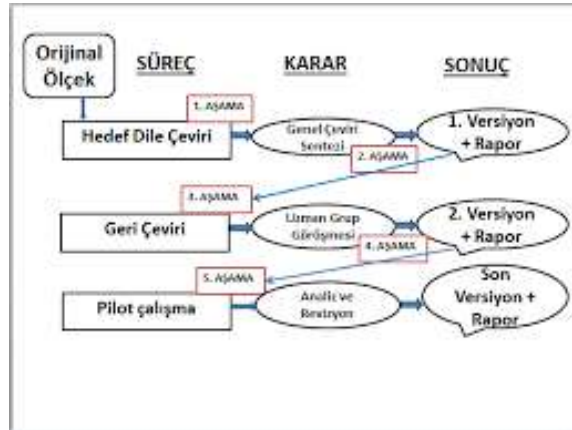 Orijinal
Ölçek
SÜREÇ
KARAR
SONUÇ
1. AŞAMA
Hedef Dile Çeviri
Genel Çeviri
Sentezi
1. Versiyon
+ Rapor
2. AŞAMA
3. AŞAMA
Geri Çeviri
Uzman Grup
Görüşmesi
2. Versiyon
+ Rapor
4. AŞAMA
5. AŞAMA
Pilot çalışma
Analiz ve
Revizyon
Son
Versiyon +
Rapor